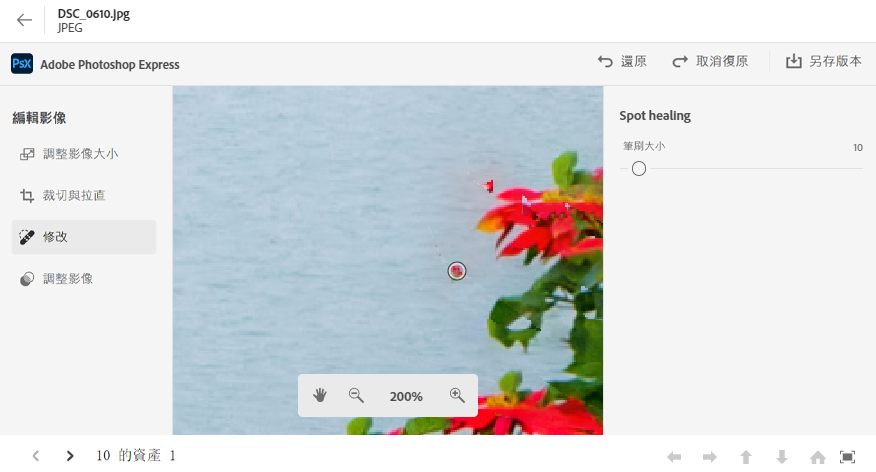 DSC_0610.jpg
JPEG
PsX Adobe Photoshop Express
還原
取消復原
另存版本
編輯影像
調整影像大小
裁切與拉直
修改
調整影像
Spot healing
筆刷大小 10
200%
10 的資產 1